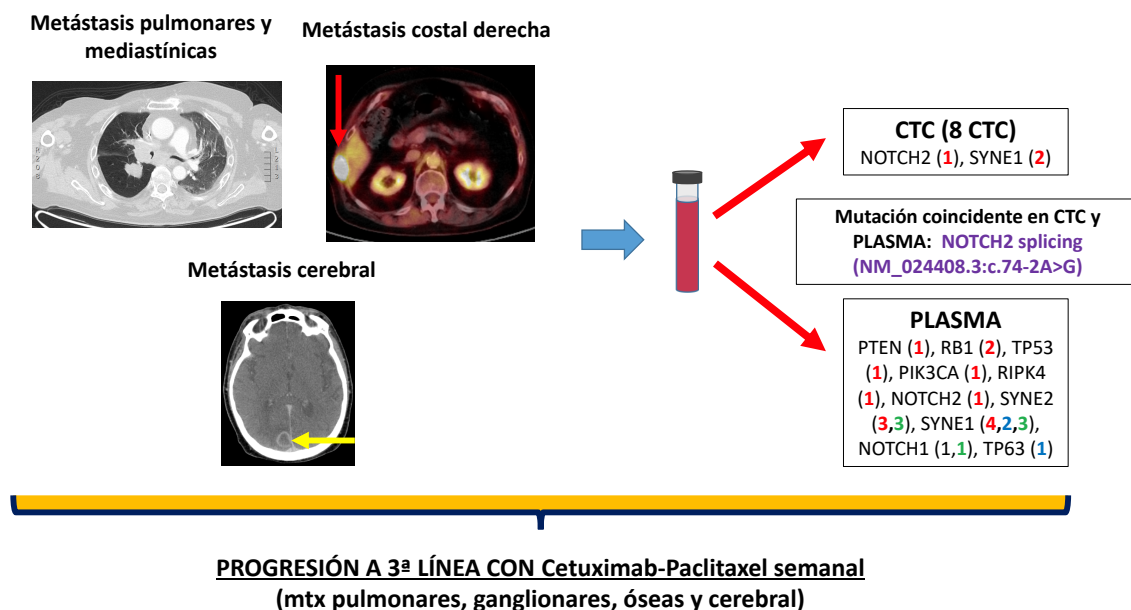 Metástasis pulmonares y
mediastínicas
Metástasis costal derecha
Metástasis cerebral
CTC (8 CTC)
NOTCH2 (1), SYNE1 (2)
Mutación coincidente en CTC y
PLASMA: NOTCH2 splicing
(NM_024408.3:c.74-2A>G)
PLASMA
PTEN (1), RB1 (2), TP53
(1), PIK3CA (1), RIPK4
(1), NOTCH2 (1), SYNE2
(3,3), SYNE1 (4,2,3),
NOTCH1 (1,1), TP63 (1)
PROGRESIÓN A 3ª LÍNEA CON Cetuximab-Paclitaxel semanal
(mtx pulmonares, ganglionares, óseas y cerebral)